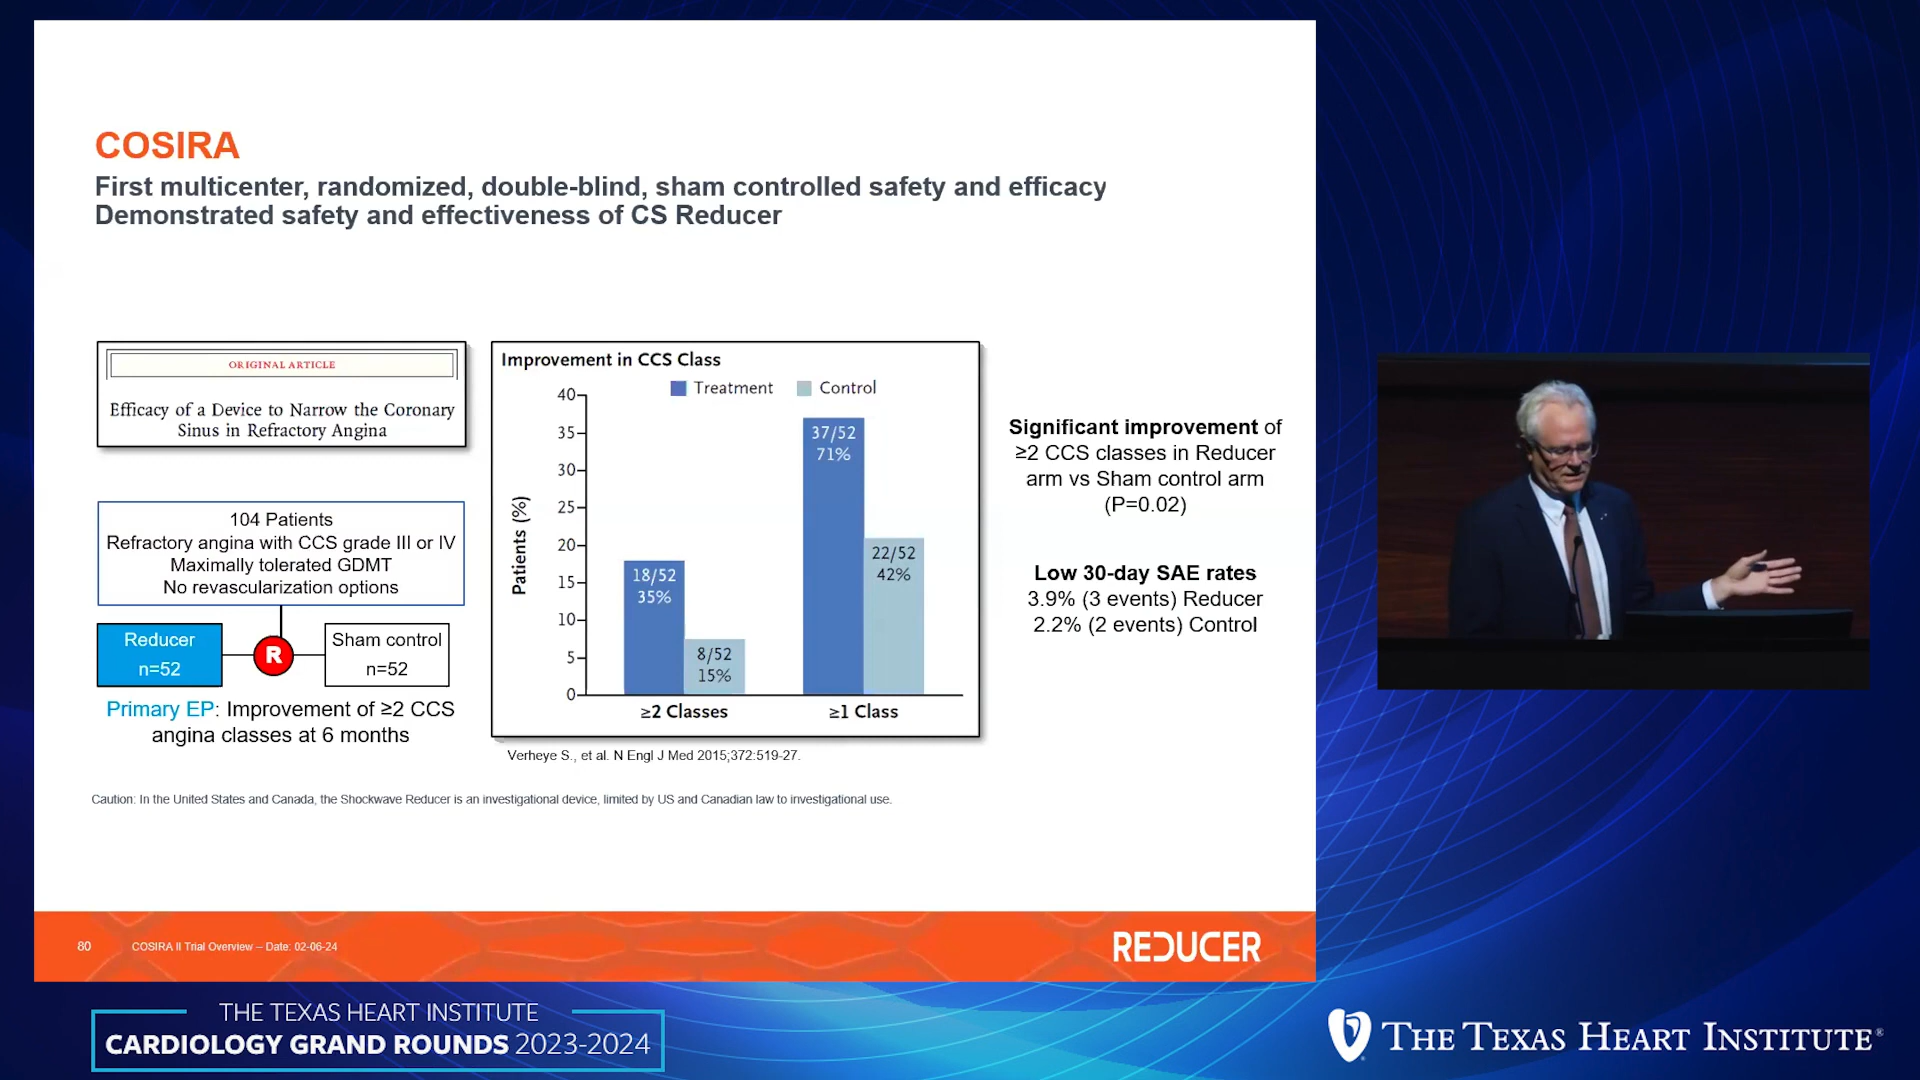 COSIRA
First multicenter, randomized, double-blind, sham controlled safety and efficacy
Demonstrated safety and effectiveness of CS Reducer
ORIGINAL ARTICLE
Efficacy of a Device to Narrow the Coronary
Sinus in Refractory Angina
104 Patients
Refractory angina with CCS grade III or IV
Maximally tolerated GDMT
No revascularization options
Reducer
n=52
R
Sham control
n=52
Primary EP: Improvement of ≥2 CCS
angina classes at 6 months
Improvement in CCS Class
Treatment
Control
Patients (%)
40
35
30
25
20
15
10
5
0
18/52
35%
8/52
15%
37/52
71%
22/52
42%
≥2 Classes
≥1 Class
Verheye S., et al. N Engl J Med 2015;372:519-27.
Significant improvement of
≥2 CCS classes in Reducer
arm vs Sham control arm
(P=0.02)
Low 30-day SAE rates
3.9% (3 events) Reducer
2.2% (2 events) Control
Caution: In the United States and Canada, the Shockwave Reducer is an investigational device, limited by US and Canadian law to investigational use.
80
COSIRA II Trial Overview – Date: 02-06-24
REDUCER
THE TEXAS HEART INSTITUTE
CARDIOLOGY GRAND ROUNDS 2023-2024
THE TEXAS HEART INSTITUTE®